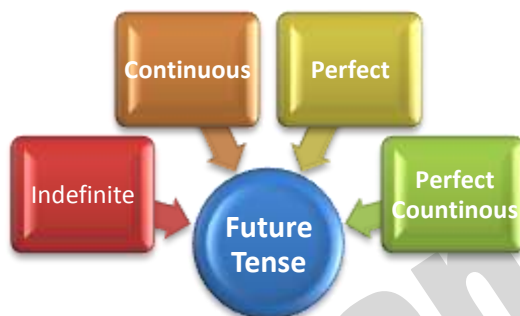 Continuous
Perfect
Indefinite
Perfect
Countinous
Future
Tense